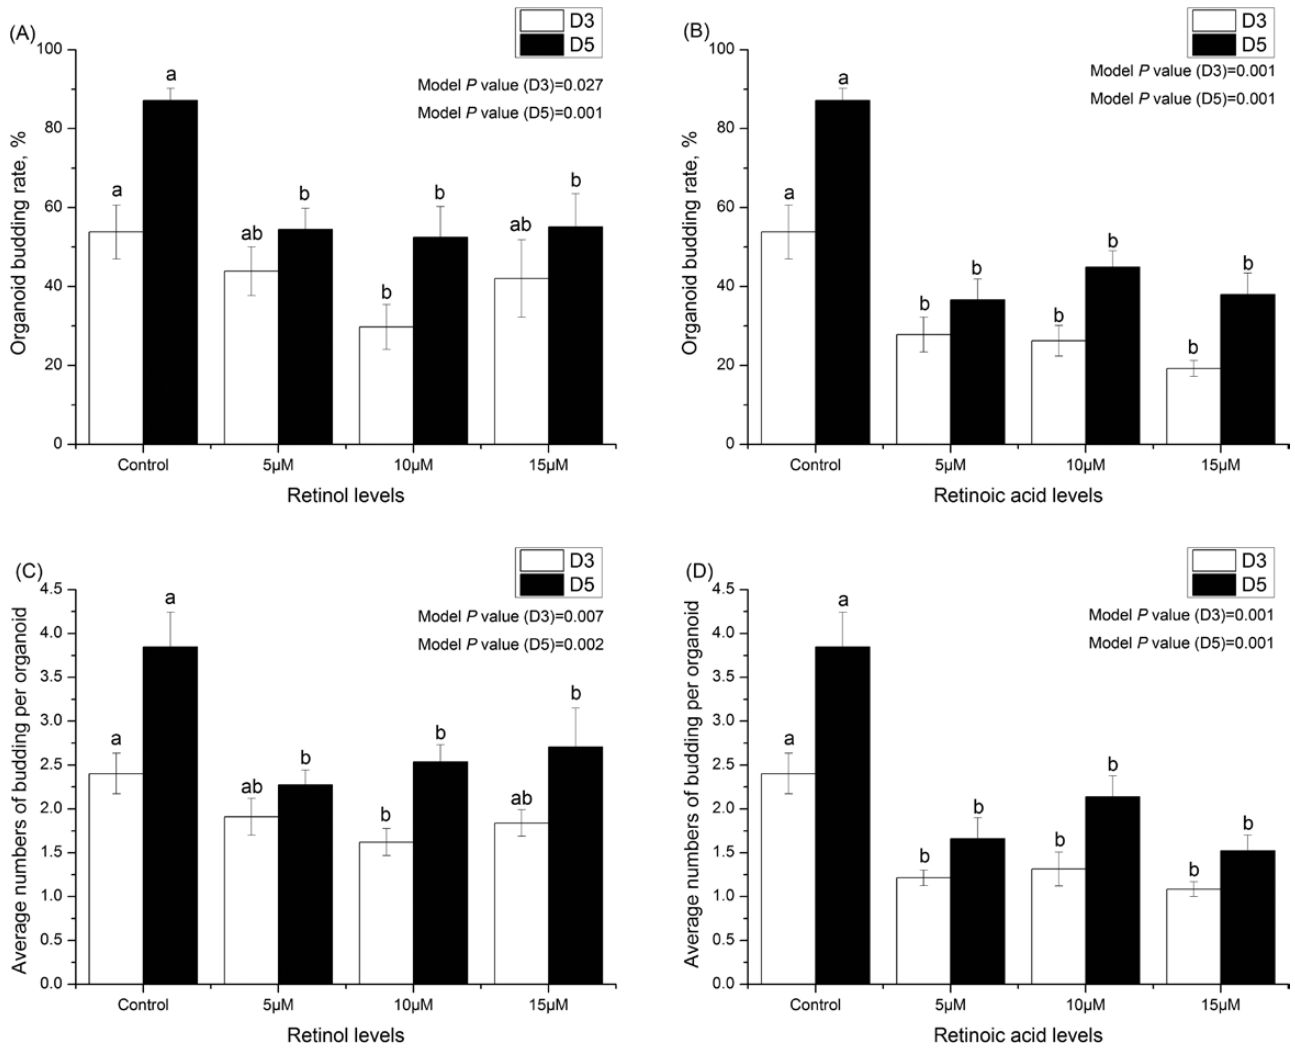 (A)
D3
D5
Model P value (D3)=0.027
Model P value (D5)=0.001
Organoid budding rate, %
100
80
60
40
20
0
a
a
ab
b
b
b
ab
b
Control
5μM
10μM
15μM
Retinol levels
(B)
D3
D5
Model P value (D3)=0.001
Model P value (D5)=0.001
Organoid budding rate, %
100
80
60
40
20
0
a
a
b
b
b
b
b
b
Control
5μM
10μM
15μM
Retinoic acid levels
(C)
D3
D5
Model P value (D3)=0.007
Model P value (D5)=0.002
Average numbers of budding per organoid
4.5
4.0
3.5
3.0
2.5
2.0
1.5
1.0
0.5
0.0
a
a
ab
b
b
b
ab
b
Control
5μM
10μM
15μM
Retinol levels
(D)
D3
D5
Model P value (D3)=0.001
Model P value (D5)=0.001
Average numbers of budding per organoid
4.5
4.0
3.5
3.0
2.5
2.0
1.5
1.0
0.5
0.0
a
a
b
b
b
b
b
b
Control
5μM
10μM
15μM
Retinoic acid levels